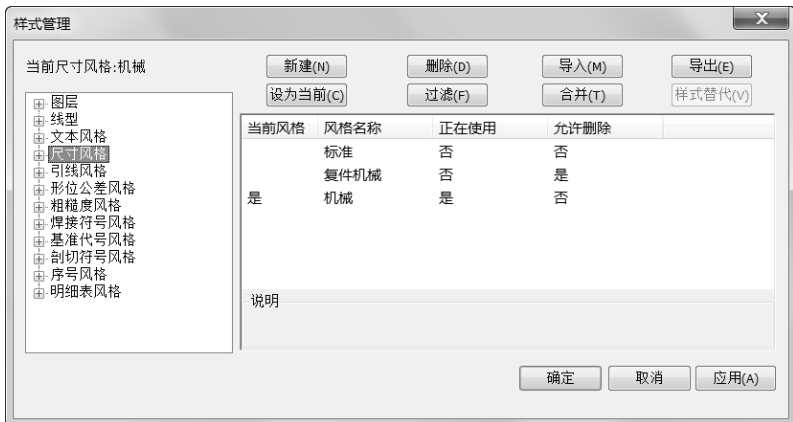 样式管理
当前尺寸风格:机械
新建(N) 删除(D) 导入(M) 导出(E)
设为当前(C) 过滤(F) 合并(T) 样式替代(V)
图层
线型
文本风格
尺寸风格
引线风格
形位公差风格
粗糙度风格
焊接符号风格
基准代号风格
剖切符号风格
序号风格
明细表风格
当前风格 风格名称 正在使用 允许删除
标准 否 否
复件机械 否 是
是 机械 是 否
说明
确定 取消 应用(A)